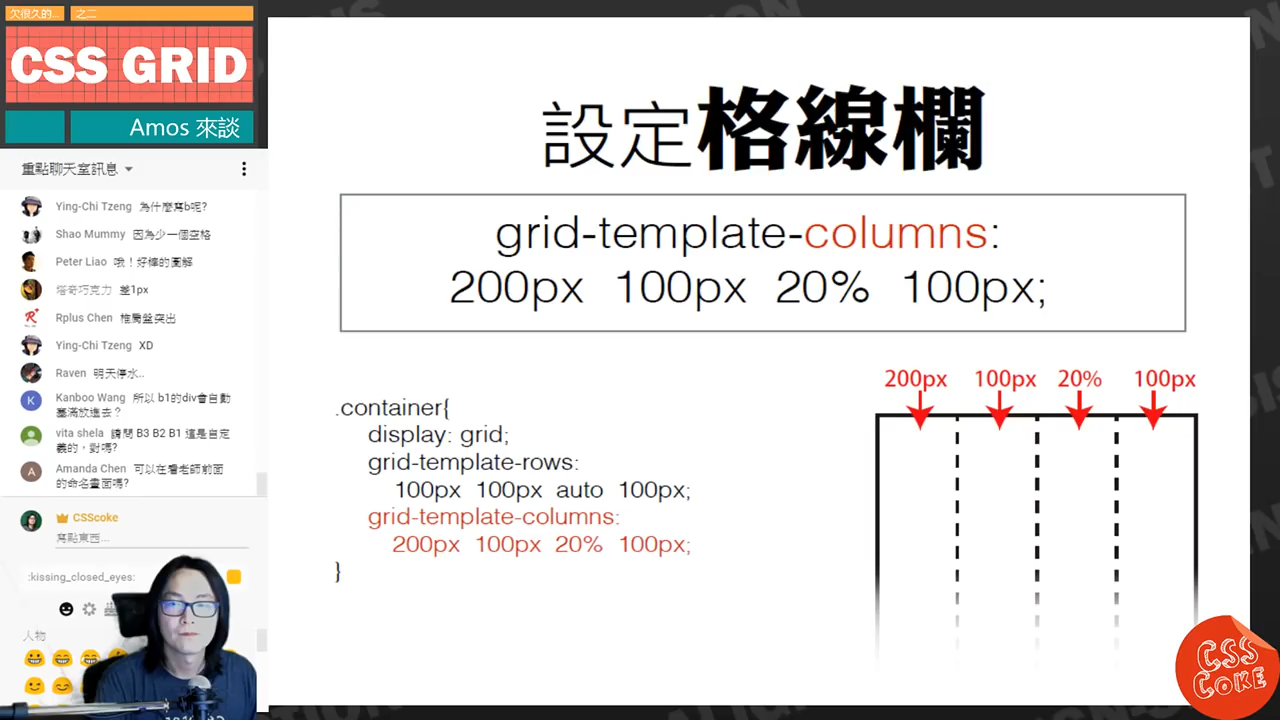 欠很久的...
之二
CSS GRID
Amos 來談
重點聊天室訊息
Ying-Chi Tzeng 為什麼寫b呢?
Shao Mummy 因為少一個空格
Peter Liao 哦！好棒的圖解
塔奇巧克力 差1px
Rplus Chen
Ying-Chi Tzeng XD
Raven 明天停水..
Kanboo Wang 所以 b1的div會自動
塞滿放進去？
vita shela 請問 B3 B2 B1 這是自定
義的，對嗎?
Amanda Chen 可以在看老師前面
的命名畫面嗎?
CSScoke
寫點東西...
:kissing_closed_eyes:
人物
設定格線欄
grid-template-columns:
200px 100px 20% 100px;
.container{
display: grid;
grid-template-rows:
100px 100px auto 100px;
grid-template-columns:
200px 100px 20% 100px;
}
200px 100px 20% 100px
CSS
COKE